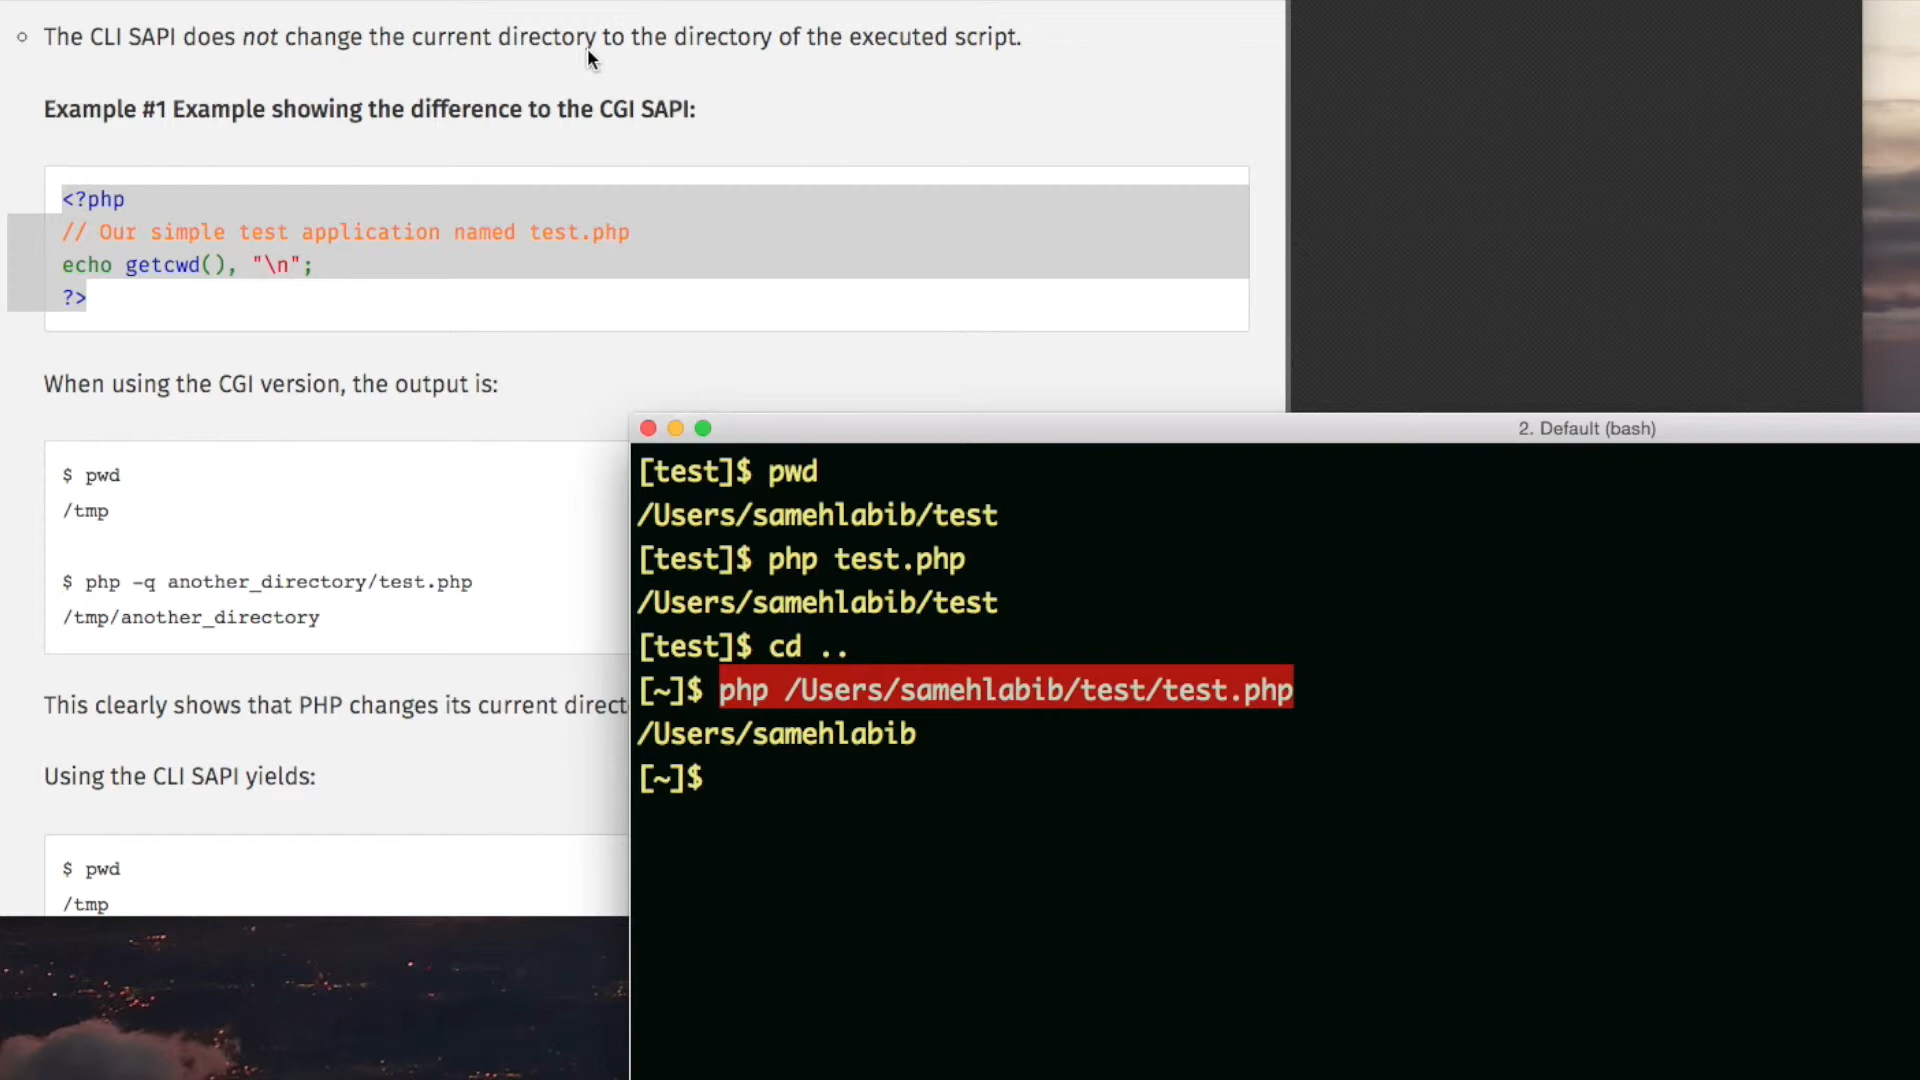 The CLI SAPI does not change the current directory to the directory of the executed script.
Example #1 Example showing the difference to the CGI SAPI:
<?php
// Our simple test application named test.php
echo getcwd(), "\n";
?>
When using the CGI version, the output is:
$ pwd
/tmp
$ php -q another_directory/test.php
/tmp/another_directory
This clearly shows that PHP changes its current direct
Using the CLI SAPI yields:
$ pwd
/tmp
2. Default (bash)
[test]$ pwd
/Users/samehlabib/test
[test]$ php test.php
/Users/samehlabib/test
[test]$ cd ..
[~]$ php /Users/samehlabib/test/test.php
/Users/samehlabib
[~]$